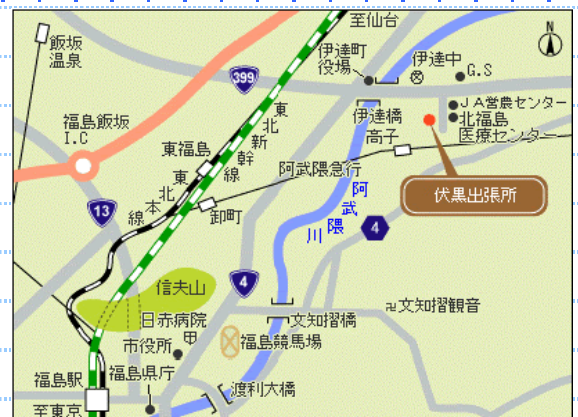 至仙台
N
飯坂
温泉
伊達町
役場
伊達中
G.S
399
JA営農センター
北福島
医療センター
福島飯坂
I.C
伊達橋
高子
東北新幹線
東福島
阿武隈急行
東北本線
伏黒出張所
13
卸町
阿武隈川
4
信夫山
4
卍文知摺観音
日赤病院
文知摺橋
市役所
福島競馬場
福島駅
福島県庁
渡利大橋
至東京